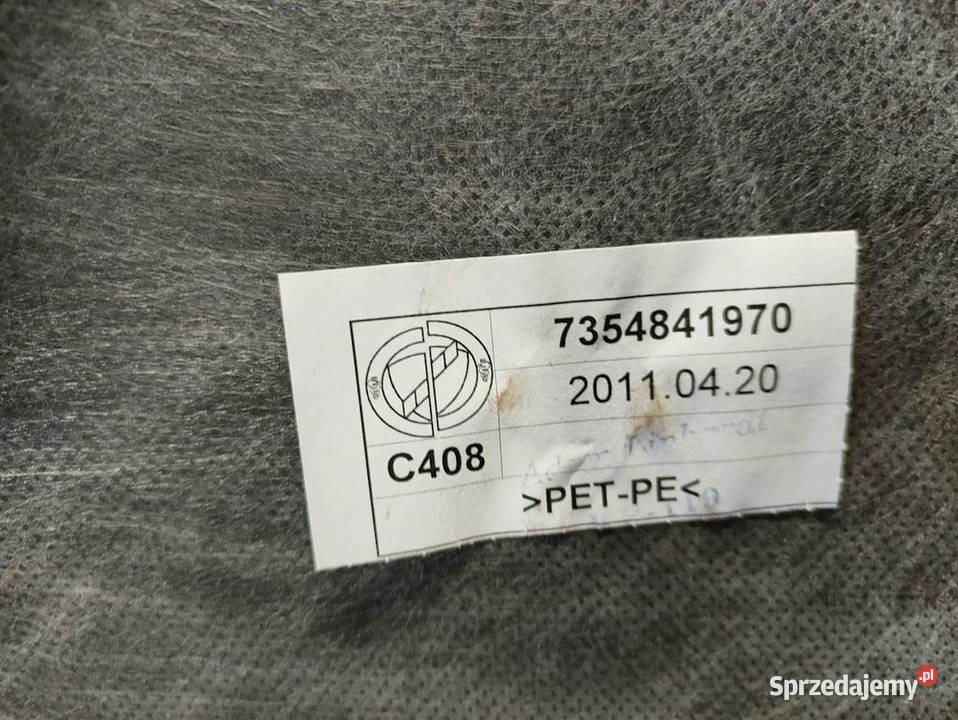 7354841970
2011.04.20
C408
>PET-PE<
Sprzedajemy.pl